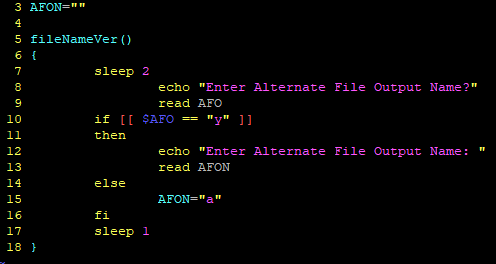 3 AFON=""
4
5 fileNameVer()
6 {
7 sleep 2
8 echo "Enter Alternate File Output Name?"
9 read AFO
10 if [[ $AFO == "y" ]]
11 then
12 echo "Enter Alternate File Output Name: "
13 read AFON
14 else
15 AFON="a"
16 fi
17 sleep 1
18 }
~